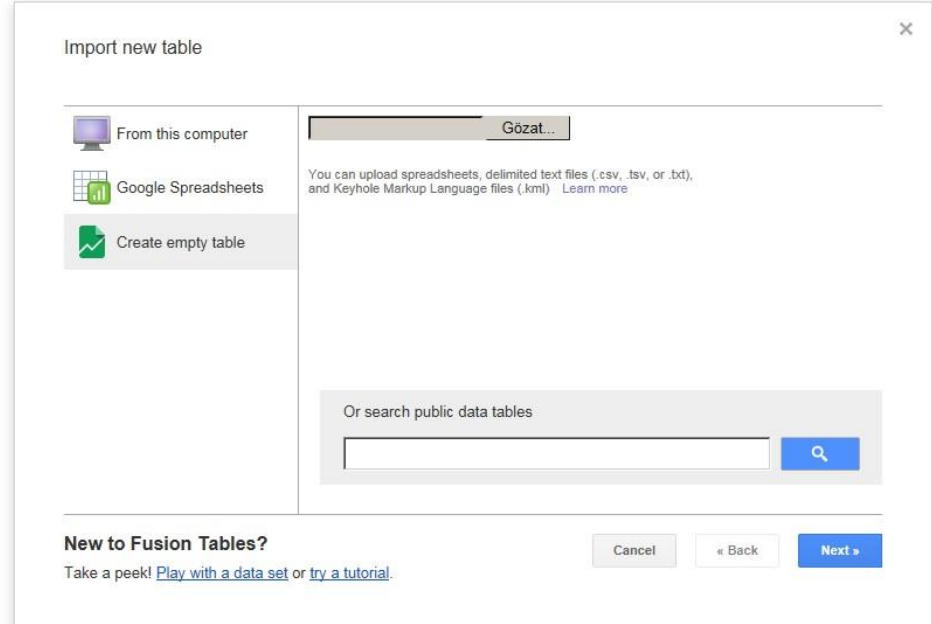 Import new table
×
From this computer
Google Spreadsheets
Create empty table
Gözat...
You can upload spreadsheets, delimited text files (.csv, .tsv, or .txt),
and Keyhole Markup Language files (.kml) Learn more
Or search public data tables
New to Fusion Tables?
Take a peek! Play with a data set or try a tutorial.
Cancel
« Back
Next »